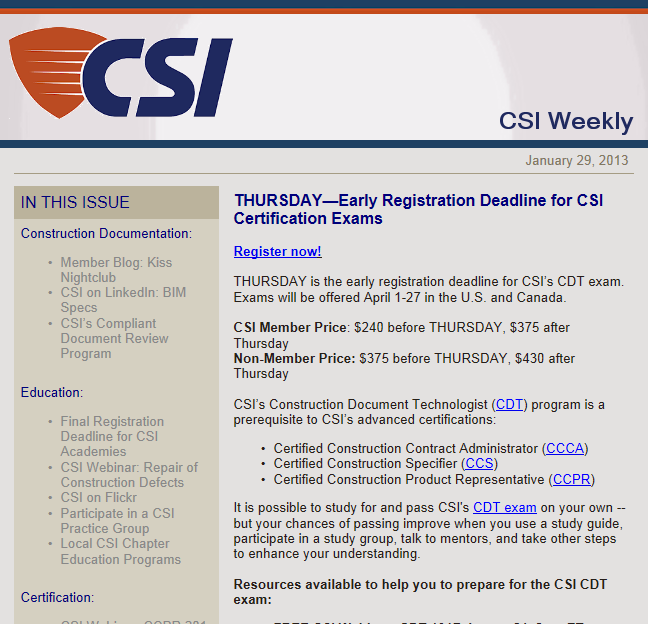 CSI
CSI Weekly
January 29, 2013
IN THIS ISSUE
Construction Documentation:
• Member Blog: Kiss
Nightclub
• CSI on LinkedIn: BIM
Specs
• CSI's Compliant
Document Review
Program
Education:
• Final Registration
Deadline for CSI
Academies
• CSI Webinar: Repair of
Construction Defects
• CSI on Flickr
• Participate in a CSI
Practice Group
• Local CSI Chapter
Education Programs
Certification:
THURSDAY—Early Registration Deadline for CSI
Certification Exams
Register now!
THURSDAY is the early registration deadline for CSI's CDT exam.
Exams will be offered April 1-27 in the U.S. and Canada.
CSI Member Price: $240 before THURSDAY, $375 after
Thursday
Non-Member Price: $375 before THURSDAY, $430 after
Thursday
CSI's Construction Document Technologist (CDT) program is a
prerequisite to CSI's advanced certifications:
• Certified Construction Contract Administrator (CCCA)
• Certified Construction Specifier (CCS)
• Certified Construction Product Representative (CCPR)
It is possible to study for and pass CSI's CDT exam on your own --
but your chances of passing improve when you use a study guide,
participate in a study group, talk to mentors, and take other steps
to enhance your understanding.
Resources available to help you to prepare for the CSI CDT
exam: